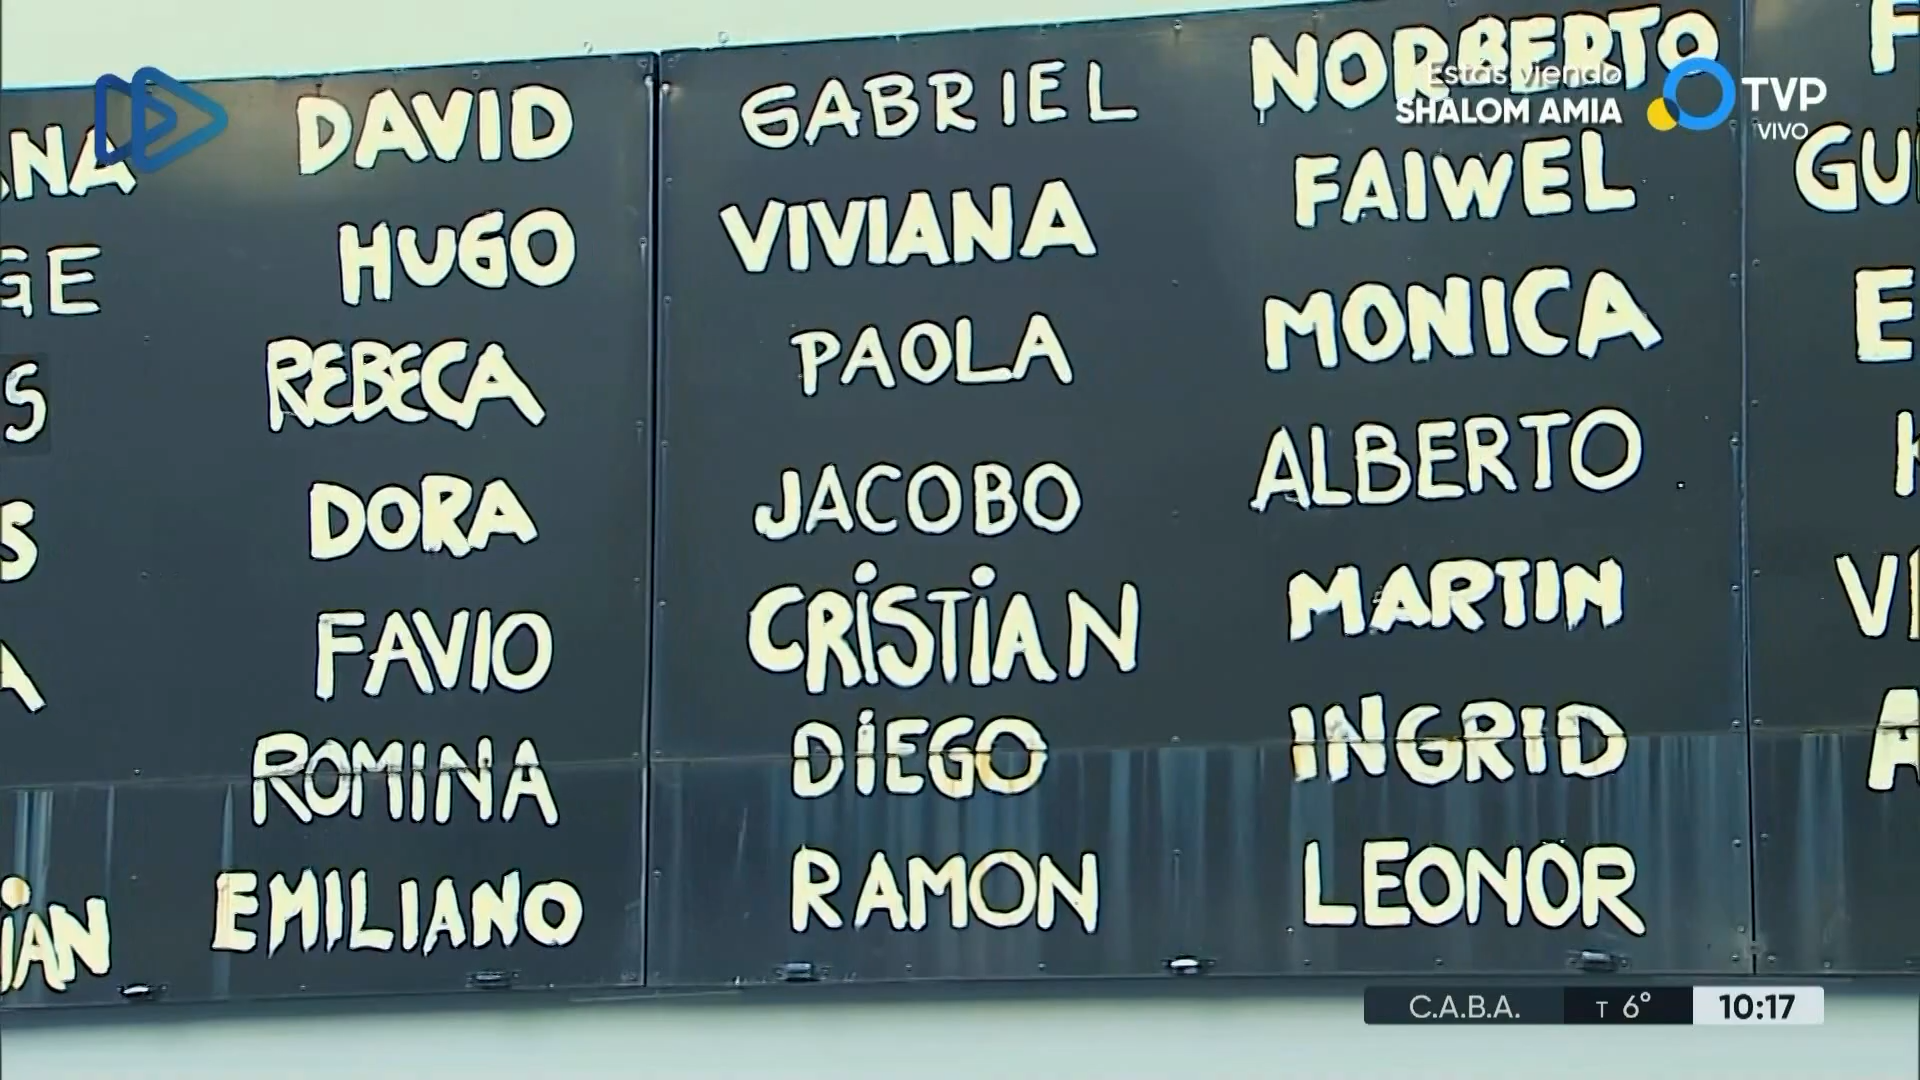 DAVID
HUGO
REBECA
DORA
FAVIO
ROMINA
EMILIANO
GABRIEL
VIVIANA
PAOLA
JACOBO
CRISTIAN
DIEGO
RAMON
NORBERTO
FAIWEL
MONICA
ALBERTO
MARTIN
INGRID
LEONOR
Estás viendo
SHALOM AMIA
TVP
VIVO
C.A.B.A. T 6° 10:17